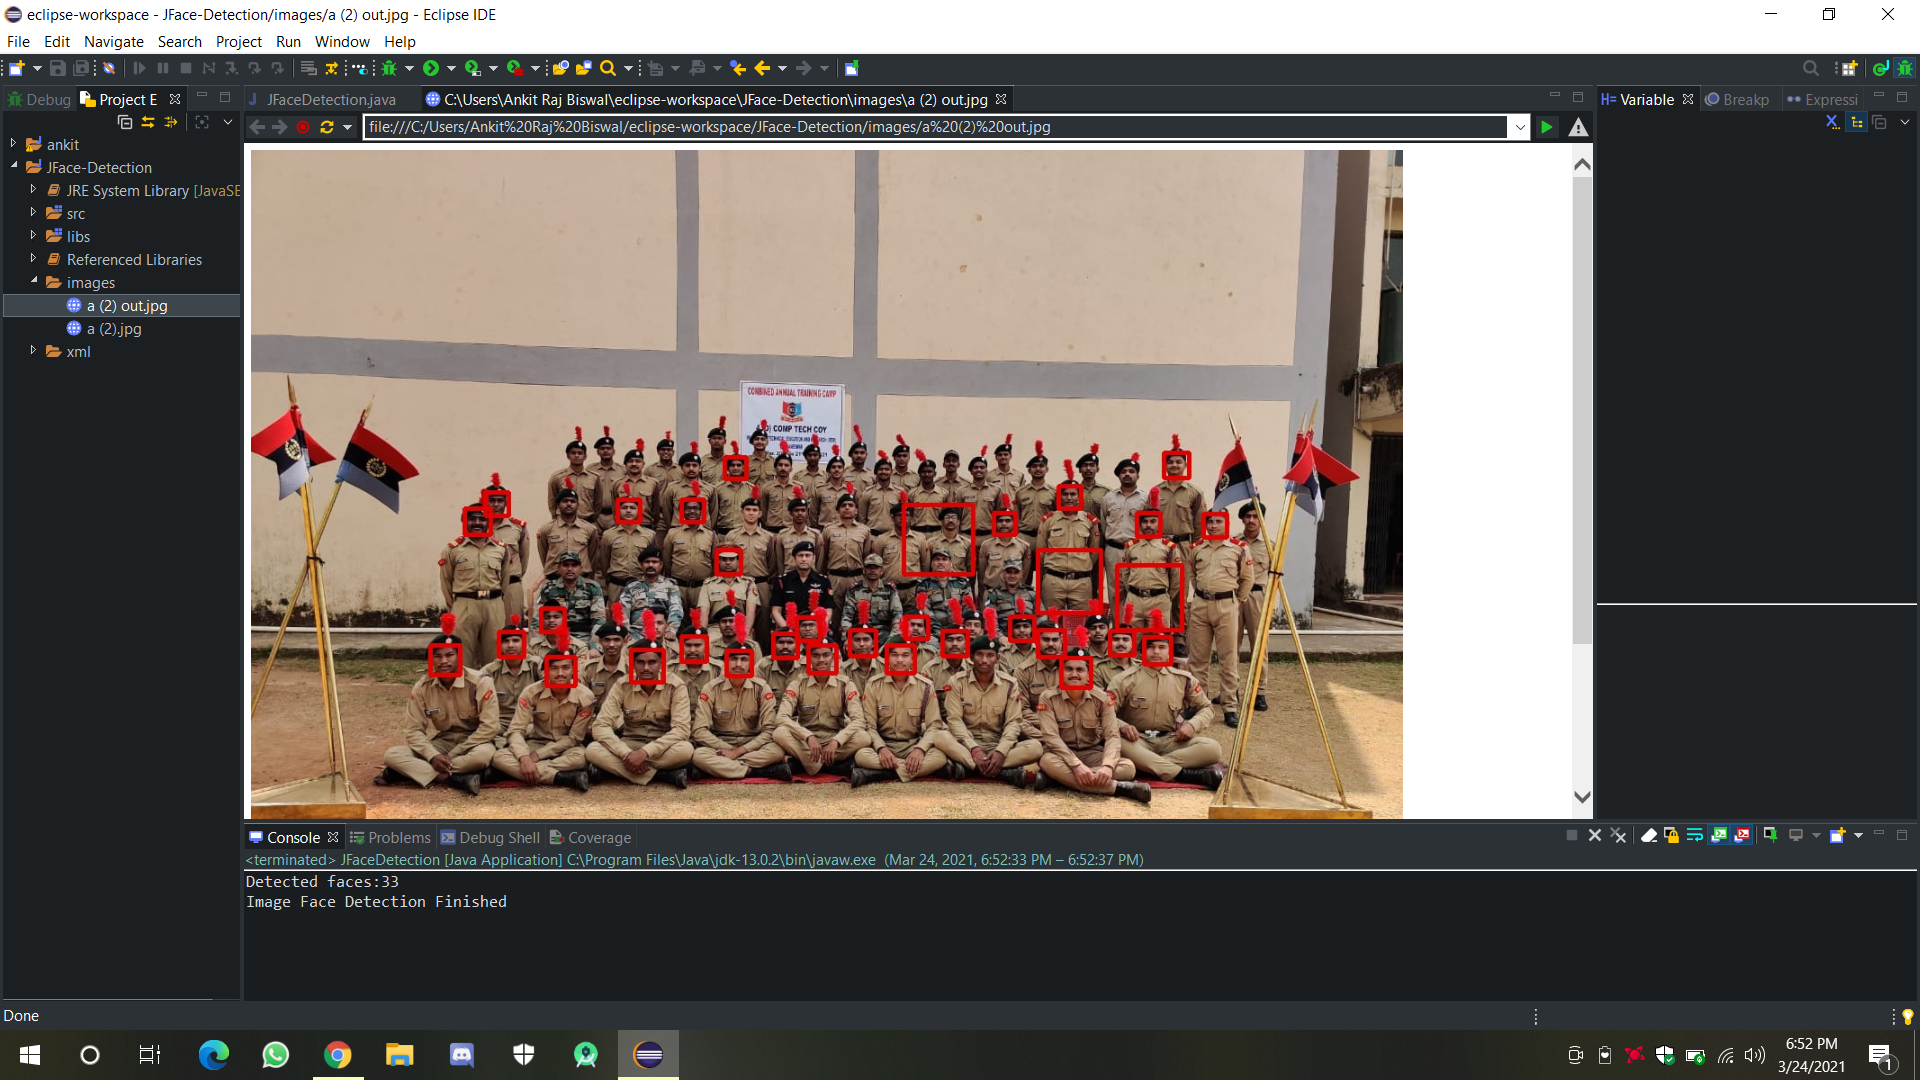 eclipse-workspace - JFace-Detection/images/a (2) out.jpg - Eclipse IDE
File Edit Navigate Search Project Run Window Help
Debug Project E
JFaceDetection.java C:\Users\Ankit Raj Biswal\eclipse-workspace\JFace-Detection\images\a (2) out.jpg
Variable Breakp Expressi
file:///C:/Users/Ankit%20Raj%20Biswal/eclipse-workspace/JFace-Detection/images/a%20(2)%20out.jpg
ankit
JFace-Detection
JRE System Library [JavaSE
src
libs
Referenced Libraries
images
a (2) out.jpg
a (2).jpg
xml
COMBINED ANNUAL TRAINING CAMP
COMP TECH COY
Console Problems Debug Shell Coverage
<terminated> JFaceDetection [Java Application] C:\Program Files\Java\jdk-13.0.2\bin\javaw.exe (Mar 24, 2021, 6:52:33 PM – 6:52:37 PM)
Detected faces:33
Image Face Detection Finished
Done
6:52 PM
3/24/2021
1